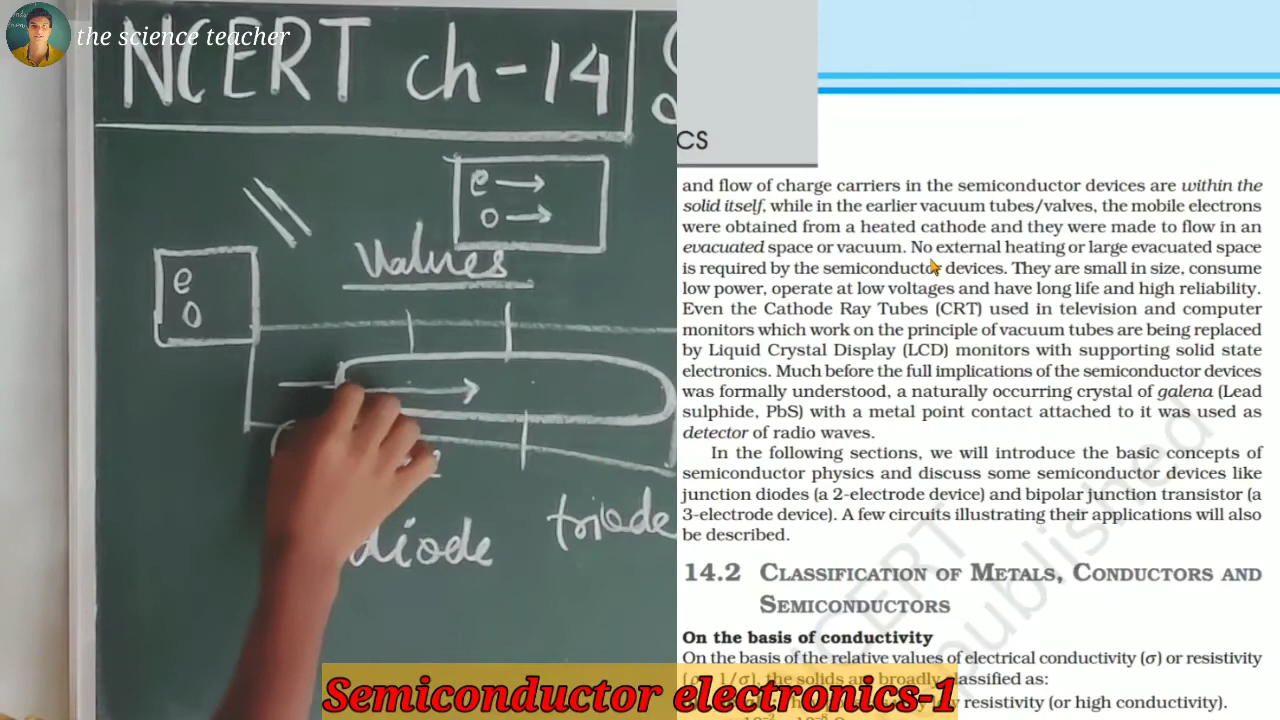 the science teacher
NCERT ch-14
e →
o →
Valves
e
o
diode
triode
CS
and flow of charge carriers in the semiconductor devices are within the
solid itself, while in the earlier vacuum tubes/valves, the mobile electrons
were obtained from a heated cathode and they were made to flow in an
evacuated space or vacuum. No external heating or large evacuated space
is required by the semiconductor devices. They are small in size, consume
low power, operate at low voltages and have long life and high reliability.
Even the Cathode Ray Tubes (CRT) used in television and computer
monitors which work on the principle of vacuum tubes are being replaced
by Liquid Crystal Display (LCD) monitors with supporting solid state
electronics. Much before the full implications of the semiconductor devices
was formally understood, a naturally occurring crystal of galena (Lead
sulphide, PbS) with a metal point contact attached to it was used as
detector of radio waves.
In the following sections, we will introduce the basic concepts of
semiconductor physics and discuss some semiconductor devices like
junction diodes (a 2-electrode device) and bipolar junction transistor (a
3-electrode device). A few circuits illustrating their applications will also
be described.
14.2 CLASSIFICATION OF METALS, CONDUCTORS AND
SEMICONDUCTORS
On the basis of conductivity
On the basis of the relative values of electrical conductivity (σ) or resistivity
1/σ), the solids are broadly classified as:
resistivity (or high conductivity).
Semiconductor electronics-1
NCERT